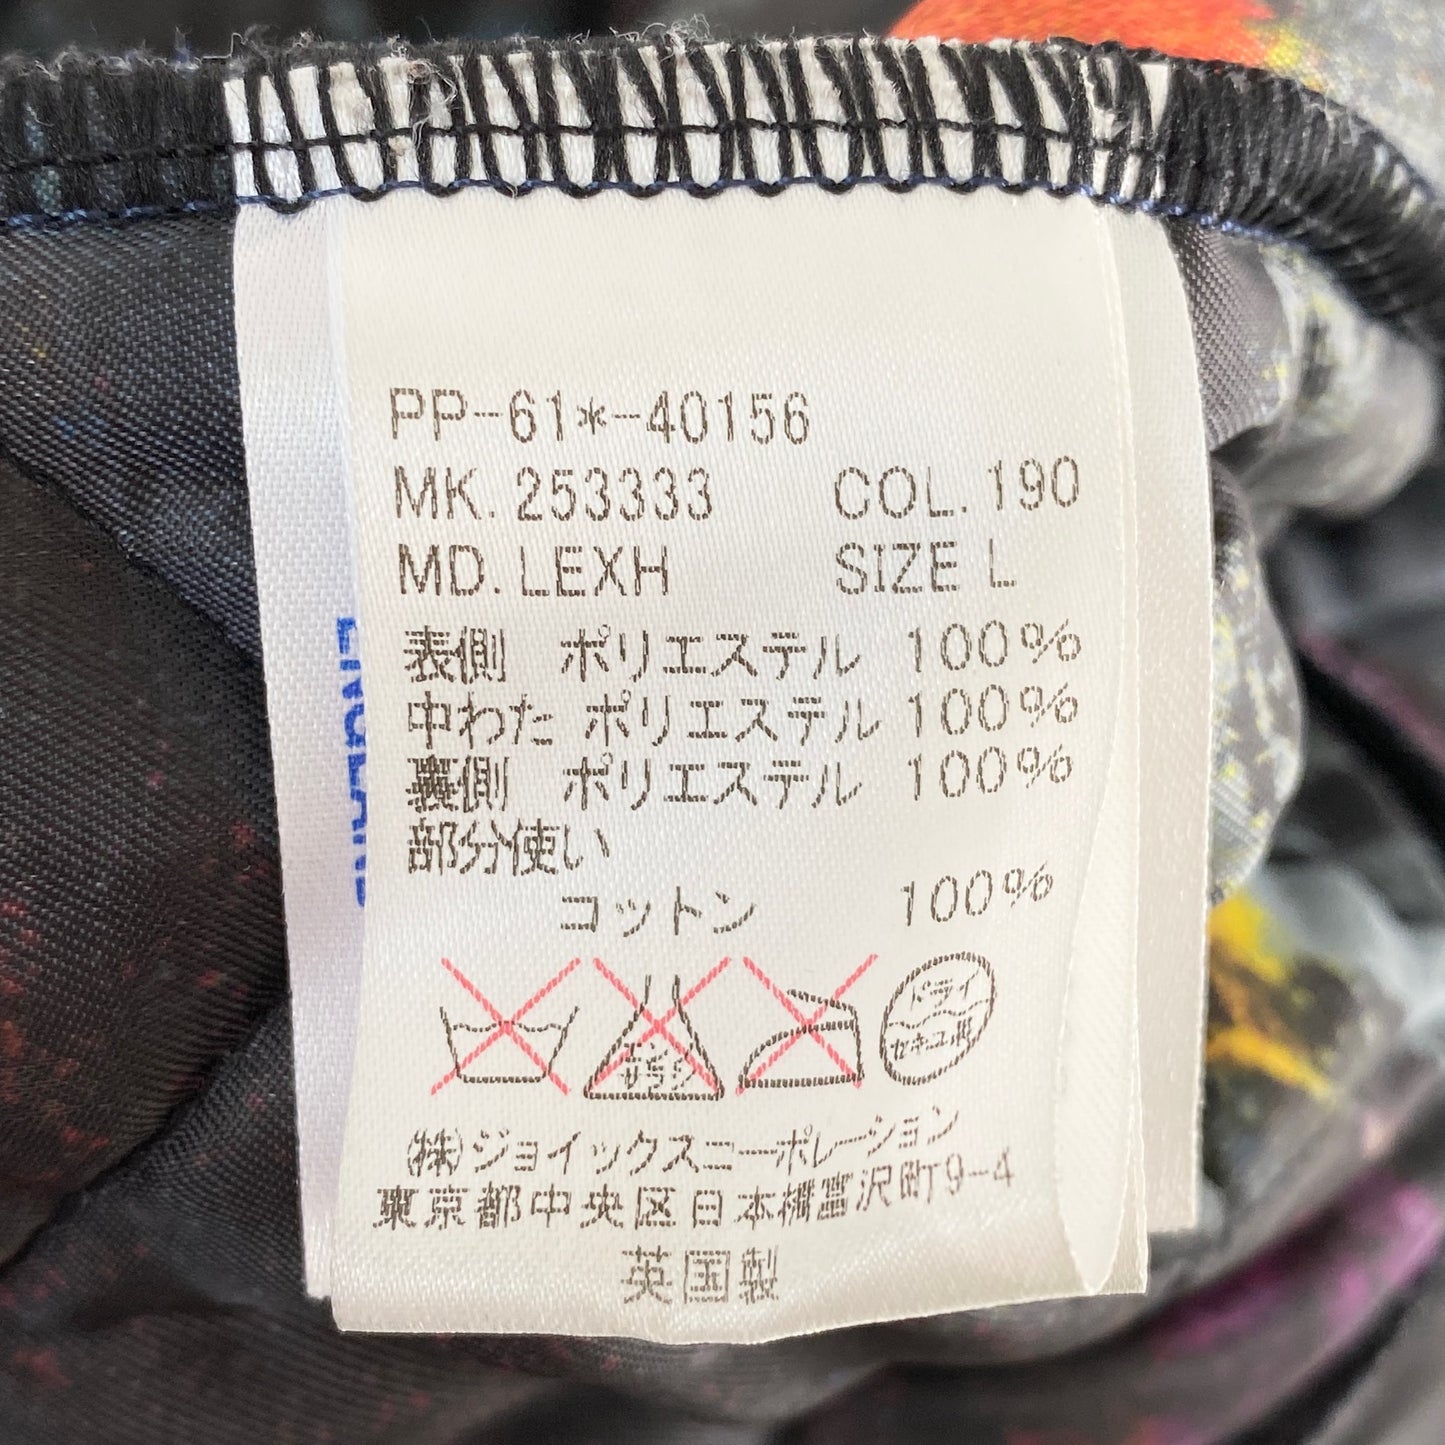 PP-61*-40156
MK. 253333 COL. 190
MD. LEXH SIZE L
表側 ポリエステル 100%
中わた ポリエステル 100%
裏側 ポリエステル 100%
部分使い
コットン 100%
ドライ
セキユ系
(株)ジョイックスコーポレーション
東京都中央区日本橋富沢町9-4
英国製